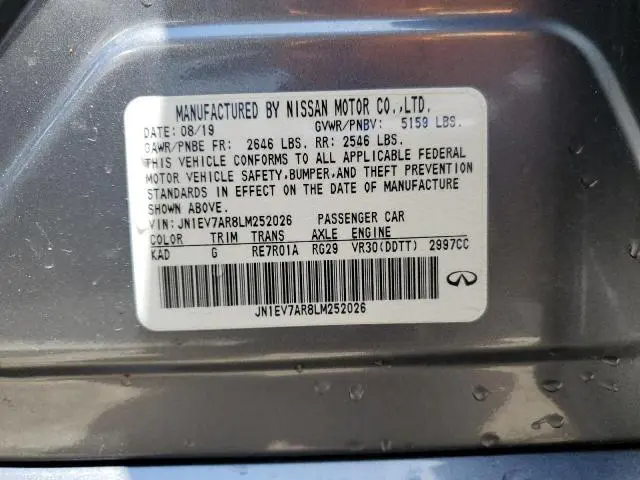 MANUFACTURED BY NISSAN MOTOR CO.,LTD.
DATE: 08/19 GVWR/PNBV: 5159 LBS.
GAWR/PNBE FR: 2646 LBS. RR: 2546 LBS.
THIS VEHICLE CONFORMS TO ALL APPLICABLE FEDERAL
MOTOR VEHICLE SAFETY,BUMPER,AND THEFT PREVENTION
STANDARDS IN EFFECT ON THE DATE OF MANUFACTURE
SHOWN ABOVE.
VIN: JN1EV7AR8LM252026 PASSENGER CAR
COLOR TRIM TRANS AXLE ENGINE
KAD G RE7R01A RG29 VR30(DDTT) 2997CC
JN1EV7AR8LM252026